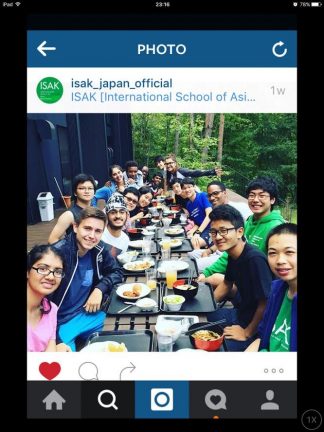 iPad
23:16
78%
PHOTO
ISAK
isak_japan_official
1w
ISAK [International School of Asi...
1X